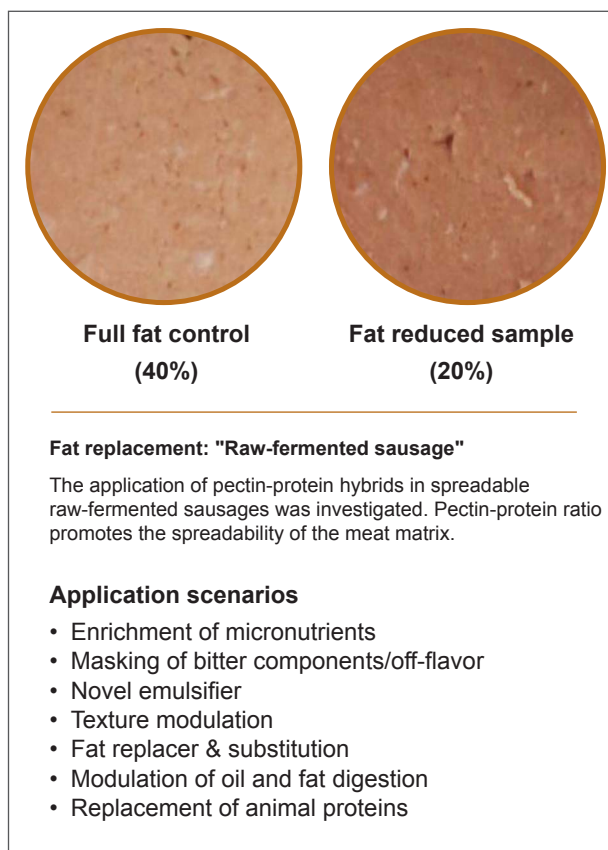 Full fat control
(40%)
Fat reduced sample
(20%)
Fat replacement: "Raw-fermented sausage"
The application of pectin-protein hybrids in spreadable
raw-fermented sausages was investigated. Pectin-protein ratio
promotes the spreadability of the meat matrix.
Application scenarios
• Enrichment of micronutrients
• Masking of bitter components/off-flavor
• Novel emulsifier
• Texture modulation
• Fat replacer & substitution
• Modulation of oil and fat digestion
• Replacement of animal proteins